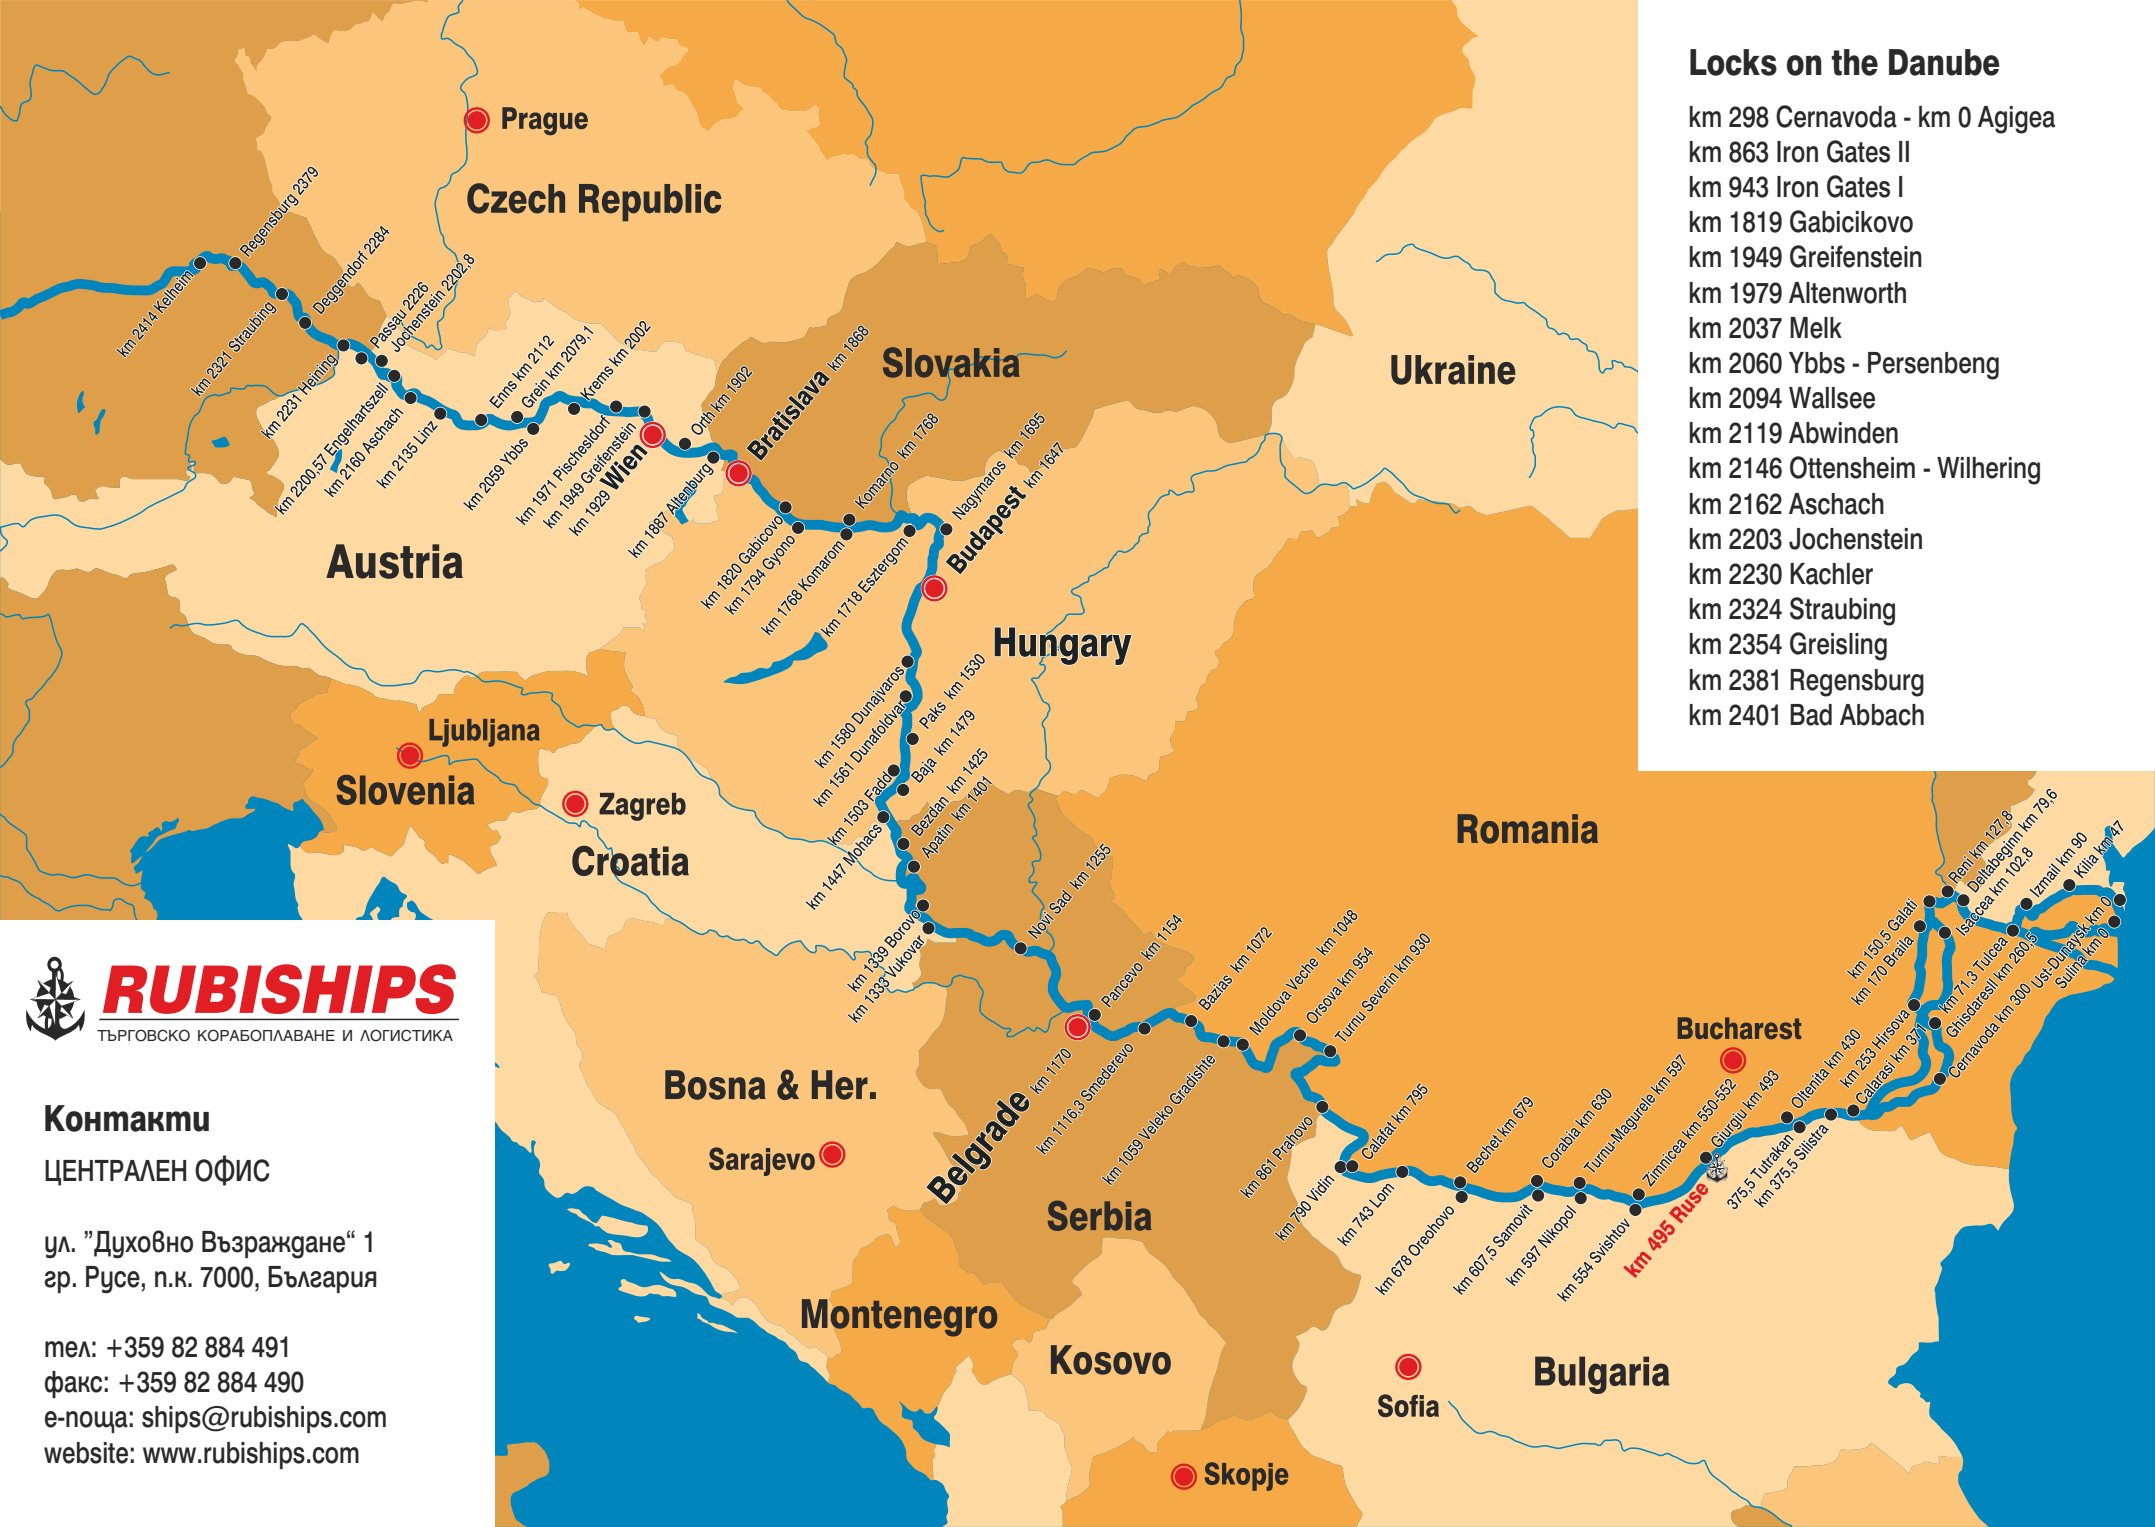 Locks on the Danube
km 298 Cernavoda - km 0 Agigea
km 863 Iron Gates II
km 943 Iron Gates I
km 1819 Gabicikovo
km 1949 Greifenstein
km 1979 Altenworth
km 2037 Melk
km 2060 Ybbs - Persenbeng
km 2094 Wallsee
km 2119 Abwinden
km 2146 Ottensheim - Wilhering
km 2162 Aschach
km 2203 Jochenstein
km 2230 Kachler
km 2324 Straubing
km 2354 Greisling
km 2381 Regensburg
km 2401 Bad Abbach
Prague
Czech Republic
Slovakia
Ukraine
Austria
Hungary
Ljubljana
Slovenia
Zagreb
Croatia
Romania
Bucharest
Bosna & Her.
Sarajevo
Serbia
Montenegro
Kosovo
Bulgaria
Sofia
Skopje
km 2414 Kelheim
Regensburg 2379
km 2321 Straubing
Deggendorf 2284
km 2231 Heining
Passau 2226
Jochenstein 2202,8
km 2200,57 Engelhartszell
km 2160 Aschach
km 2135 Linz
Enns km 2112
Grein km 2079,1
km 2059 Ybbs
Krems km 2002
km 1971 Pischelsldorf
km 1949 Greifenstein
km 1929 Wien
Orth km 1902
km 1887 Altenburg
Bratislava km 1868
km 1820 Gabicovo
km 1794 Gyono
Komarno km 1768
km 1768 Komarom
km 1718 Esztergom
Nagymaros km 1695
Budapest km 1647
km 1580 Dunajvaros
km 1561 Dunafoldvar
Paks km 1530
km 1503 Fadd
Baja km 1479
km 1447 Mohacs
Bezdan km 1425
Apatin km 1401
km 1339 Borovo
km 1333 Vukovar
Novi Sad km 1255
Belgrade km 1170
Pancevo km 1154
km 1116,3 Smederevo
Bazias km 1072
km 1059 Veleko Gradishte
Moldova Veche km 1048
Orsova km 954
Turnu Severin km 930
km 861 Prahovo
Calafat km 795
km 790 Vidin
km 743 Lom
Bechet km 679
km 678 Oreohovo
Corabia km 630
km 607,5 Samovit
Turnu-Magurele km 597
km 597 Nikopol
Zimnicea km 550-552
km 554 Svishtov
km 495 Ruse
Giurgiu km 493
Oltenita km 430
375,5 Tutrakan
km 375,5 Silistra
Calarasi km 371
km 253 Hirsova
Cernavoda km 300
Ghisdaresll km 260,5
km 170 Braila
km 150,5 Galati
Reni km 127,8
Deltabeginn km 79,6
Isaccea km 102,8
km 71,3 Tulcea
Izmail km 90
Kilia km 47
Ust-Dunaysk km 0
Sulina km 0
RUBISHIPS
ТЪРГОВСКО КОРАБОПЛАВАНЕ И ЛОГИСТИКА
Контакти
ЦЕНТРАЛЕН ОФИС
ул. ”Духовно Възраждане“ 1
гр. Русе, п.к. 7000, България
тел: +359 82 884 491
факс: +359 82 884 490
е-поща: ships@rubiships.com
website: www.rubiships.com